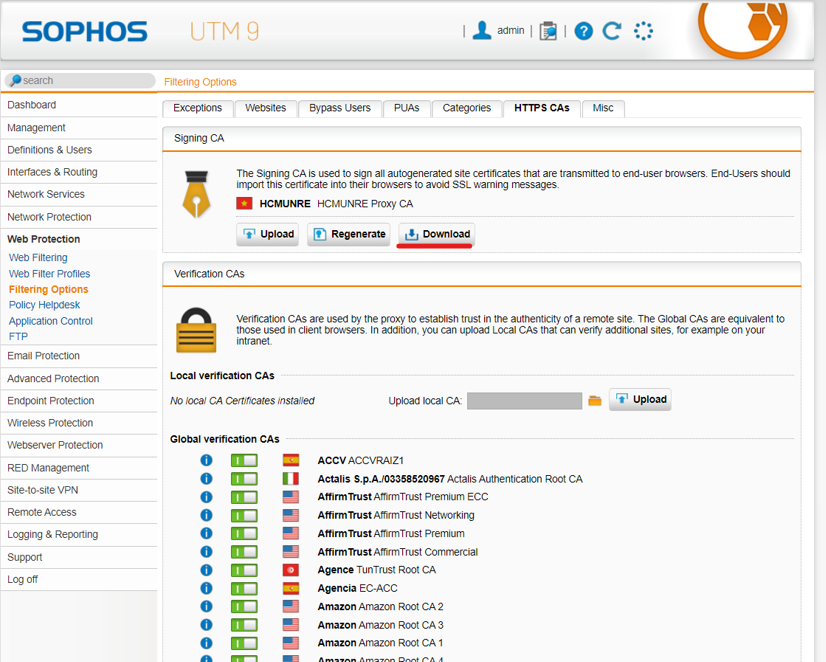 SOPHOS UTM 9
| admin | | ?
search
Filtering Options
Dashboard
Management
Definitions & Users
Interfaces & Routing
Network Services
Network Protection
Web Protection
Web Filtering
Web Filter Profiles
Filtering Options
Policy Helpdesk
Application Control
FTP
Email Protection
Advanced Protection
Endpoint Protection
Wireless Protection
Webserver Protection
RED Management
Site-to-site VPN
Remote Access
Logging & Reporting
Support
Log off
Exceptions Websites Bypass Users PUAs Categories HTTPS CAs Misc
Signing CA
The Signing CA is used to sign all autogenerated site certificates that are transmitted to end-user browsers. End-Users should
import this certificate into their browsers to avoid SSL warning messages.
HCMUNRE HCMUNRE Proxy CA
Upload Regenerate Download
Verification CAs
Verification CAs are used by the proxy to establish trust in the authenticity of a remote site. The Global CAs are equivalent to
those used in client browsers. In addition, you can upload Local CAs that can verify additional sites, for example on your
intranet.
Local verification CAs
No local CA Certificates installed Upload local CA: Upload
Global verification CAs
ACCV ACCVRAIZ1
Actalis S.p.A./03358520967 Actalis Authentication Root CA
AffirmTrust AffirmTrust Premium ECC
AffirmTrust AffirmTrust Networking
AffirmTrust AffirmTrust Premium
AffirmTrust AffirmTrust Commercial
Agence TunTrust Root CA
Agencia EC-ACC
Amazon Amazon Root CA 2
Amazon Amazon Root CA 3
Amazon Amazon Root CA 1
Amazon Amazon Root CA 4